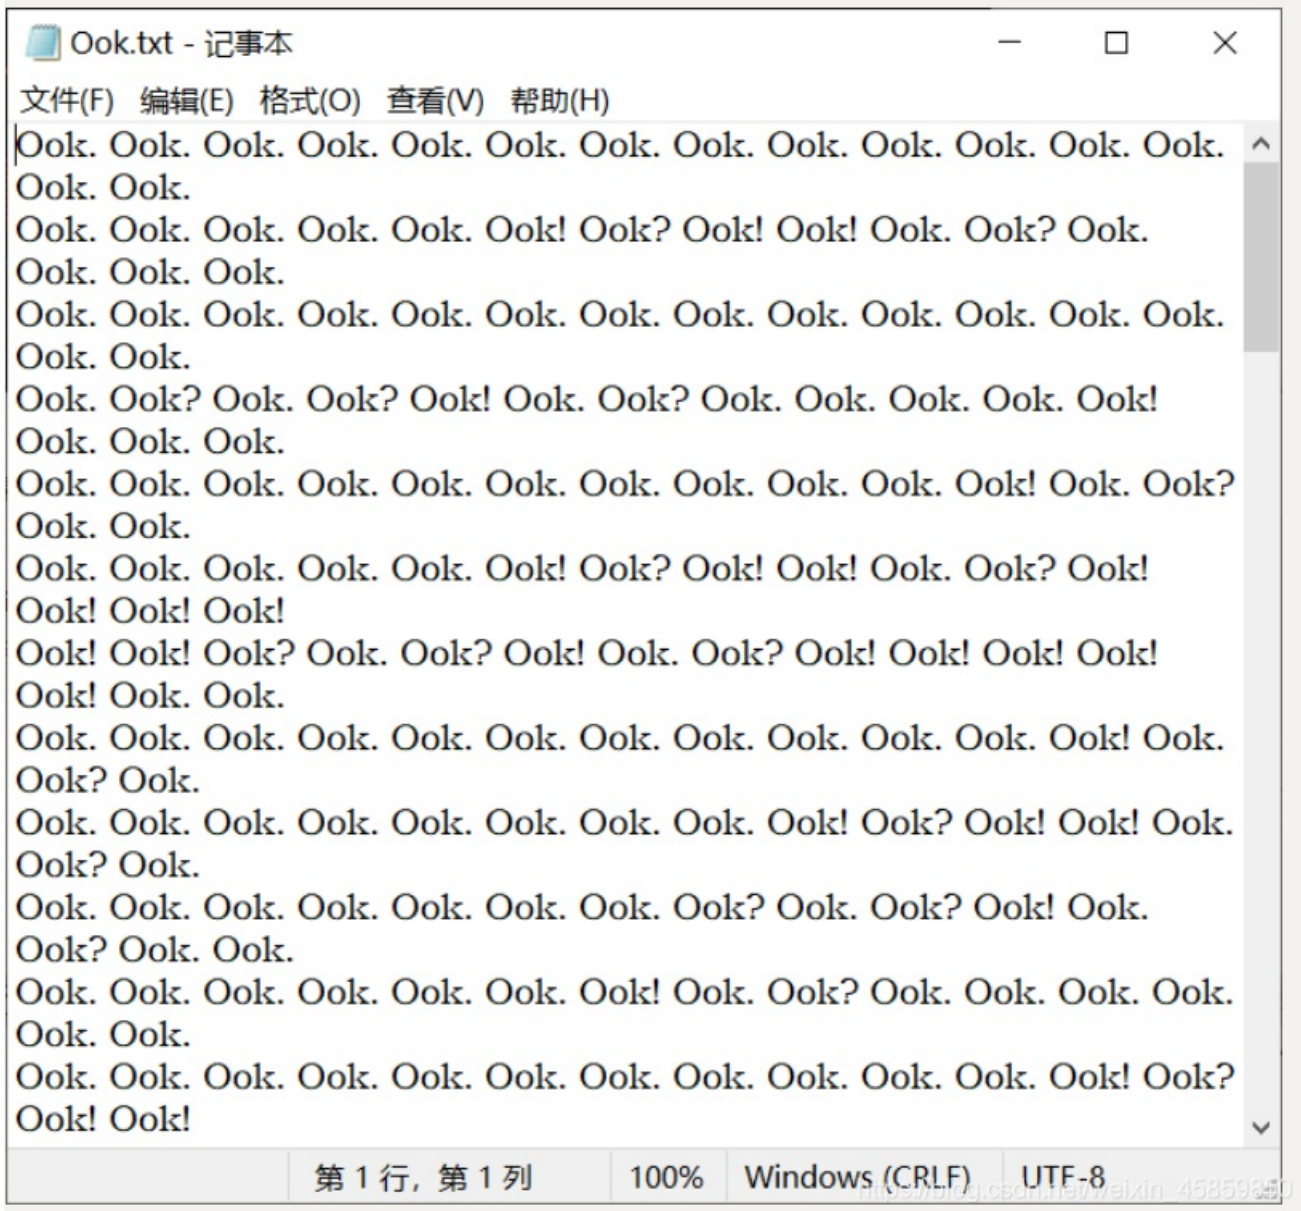 Ook.txt - 记事本
文件(F) 编辑(E) 格式(O) 查看(V) 帮助(H)
Ook. Ook. Ook. Ook. Ook. Ook. Ook. Ook. Ook. Ook. Ook. Ook. Ook.
Ook. Ook.
Ook. Ook. Ook. Ook. Ook. Ook! Ook? Ook! Ook! Ook. Ook? Ook.
Ook. Ook. Ook.
Ook. Ook. Ook. Ook. Ook. Ook. Ook. Ook. Ook. Ook. Ook. Ook. Ook.
Ook. Ook.
Ook. Ook? Ook. Ook? Ook! Ook. Ook? Ook. Ook. Ook. Ook. Ook!
Ook. Ook. Ook.
Ook. Ook. Ook. Ook. Ook. Ook. Ook. Ook. Ook. Ook. Ook! Ook. Ook?
Ook. Ook.
Ook. Ook. Ook. Ook. Ook. Ook! Ook? Ook! Ook! Ook. Ook? Ook!
Ook! Ook! Ook!
Ook! Ook! Ook? Ook. Ook? Ook! Ook. Ook? Ook! Ook! Ook! Ook!
Ook! Ook. Ook.
Ook. Ook. Ook. Ook. Ook. Ook. Ook. Ook. Ook. Ook. Ook. Ook! Ook.
Ook? Ook.
Ook. Ook. Ook. Ook. Ook. Ook. Ook. Ook. Ook! Ook? Ook! Ook! Ook.
Ook? Ook.
Ook. Ook. Ook. Ook. Ook. Ook. Ook. Ook? Ook. Ook? Ook! Ook.
Ook? Ook. Ook.
Ook. Ook. Ook. Ook. Ook. Ook. Ook! Ook. Ook? Ook. Ook. Ook. Ook.
Ook. Ook.
Ook. Ook. Ook. Ook. Ook. Ook. Ook. Ook. Ook. Ook. Ook. Ook! Ook?
Ook! Ook!
第 1 行，第 1 列 100% Windows (CRLF) UTF-8
https://blog.csdn.net/weixin_45859850